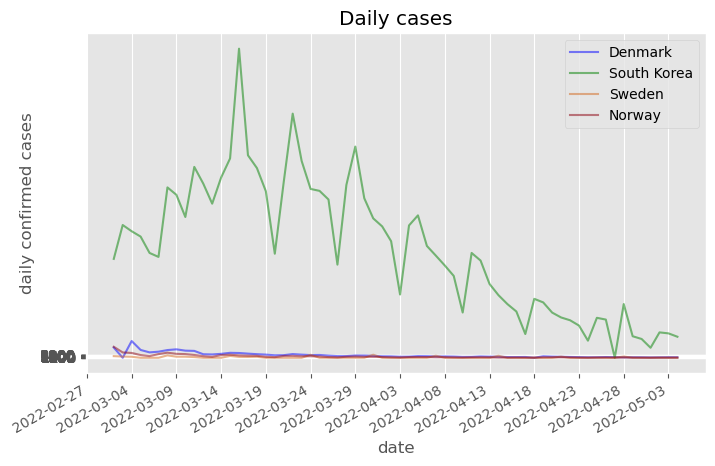 Daily cases
Denmark
South Korea
Sweden
Norway
daily confirmed cases
2022-02-27
2022-03-04
2022-03-09
2022-03-14
2022-03-19
2022-03-24
2022-03-29
2022-04-03
2022-04-08
2022-04-13
2022-04-18
2022-04-23
2022-04-28
2022-05-03
date